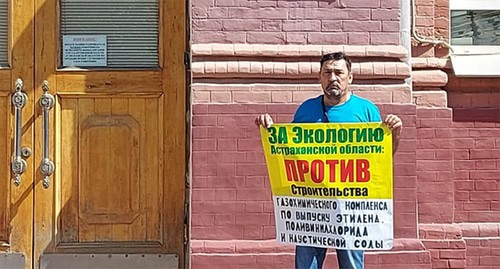 ЗА ЭКОЛОГИЮ
Астраханской области:
ПРОТИВ
Строительства
ГАЗОХИМИЧЕСКОГО КОМПЛЕКСА
ПО ВЫПУСКУ ЭТИЛЕНА,
ПОЛИВИНИЛХЛОРИДА
И КАУСТИЧЕСКОЙ СОДЫ